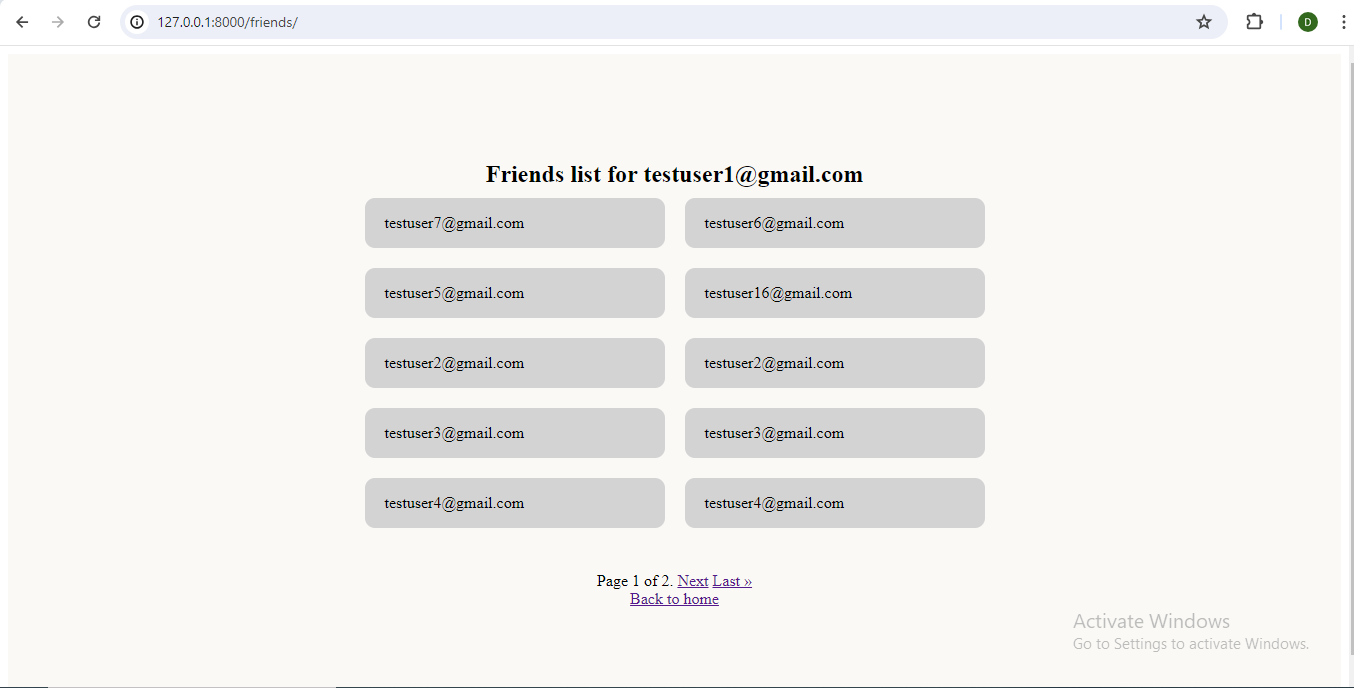 127.0.0.1:8000/friends/
D
Friends list for testuser1@gmail.com
testuser7@gmail.com
testuser6@gmail.com
testuser5@gmail.com
testuser16@gmail.com
testuser2@gmail.com
testuser2@gmail.com
testuser3@gmail.com
testuser3@gmail.com
testuser4@gmail.com
testuser4@gmail.com
Page 1 of 2. Next Last »
Back to home
Activate Windows
Go to Settings to activate Windows.